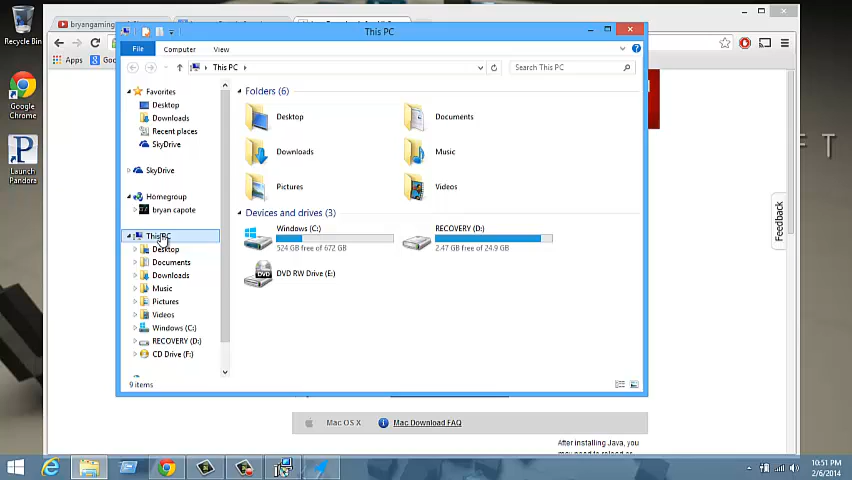 Recycle Bin
Google Chrome
Launch Pandora
bryangaming
Apps
This PC
File
Computer
View
This PC
Search This PC
Favorites
Desktop
Downloads
Recent places
SkyDrive
SkyDrive
Homegroup
bryan capote
This PC
Desktop
Documents
Downloads
Music
Pictures
Videos
Windows (C:)
RECOVERY (D:)
CD Drive (F:)
Folders (6)
Desktop
Documents
Downloads
Music
Pictures
Videos
Devices and drives (3)
Windows (C:)
524 GB free of 672 GB
RECOVERY (D:)
2.47 GB free of 24.9 GB
DVD RW Drive (E:)
9 items
Mac OS X
Mac Download FAQ
After installing Java, you
Feedback
F T
10:51 PM
2/6/2014